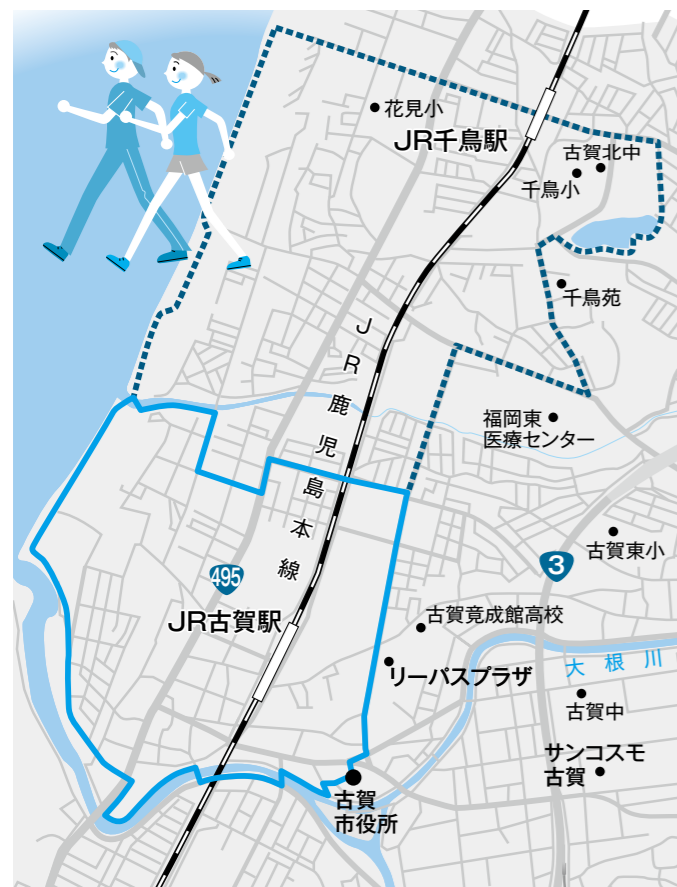 花見小
JR千鳥駅
古賀北中
千鳥小
千鳥苑
JR鹿児島本線
福岡東
医療センター
古賀東小
3
495
JR古賀駅
古賀竟成館高校
リーパスプラザ
大根川
古賀中
サンコスモ
古賀
古賀
市役所